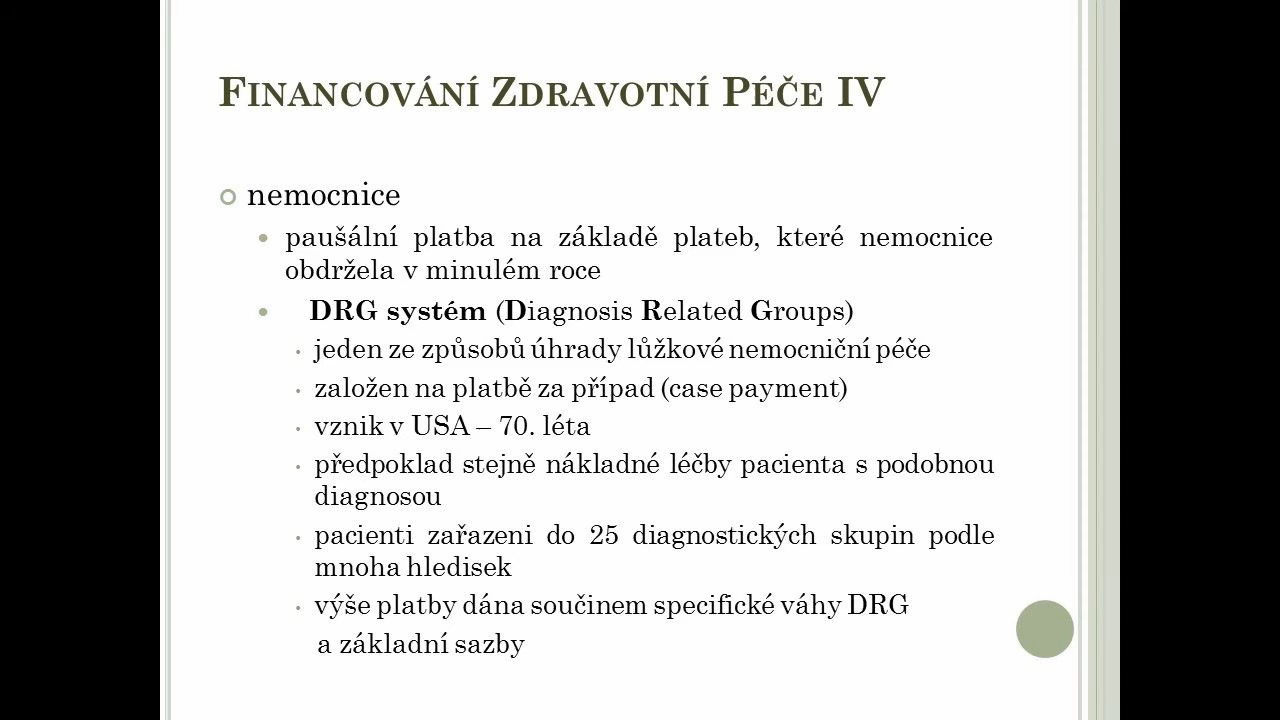 Financování Zdravotní Péče IV
nemocnice
paušální platba na základě plateb, které nemocnice
obdržela v minulém roce
DRG systém (Diagnosis Related Groups)
jeden ze způsobů úhrady lůžkové nemocniční péče
založen na platbě za případ (case payment)
vznik v USA – 70. léta
předpoklad stejně nákladné léčby pacienta s podobnou
diagnosou
pacienti zařazeni do 25 diagnostických skupin podle
mnoha hledisek
výše platby dána součinem specifické váhy DRG
a základní sazby